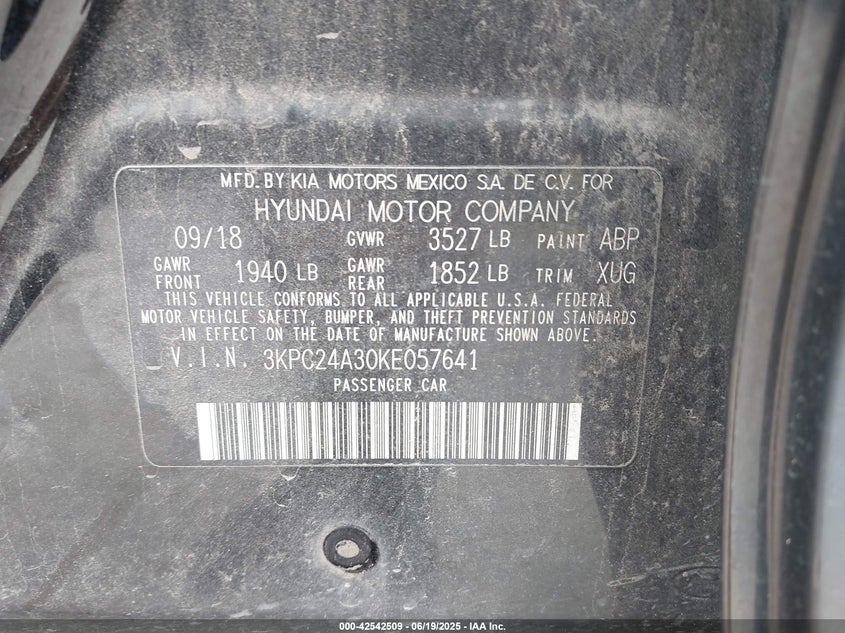 MFD. BY KIA MOTORS MEXICO S.A. DE C.V. FOR
HYUNDAI MOTOR COMPANY
09/18 GVWR 3527 LB PAINT ABP
GAWR FRONT 1940 LB GAWR REAR 1852 LB TRIM XUG
THIS VEHICLE CONFORMS TO ALL APPLICABLE U.S.A. FEDERAL
MOTOR VEHICLE SAFETY, BUMPER, AND THEFT PREVENTION STANDARDS
IN EFFECT ON THE DATE OF MANUFACTURE SHOWN ABOVE.
V.I.N. 3KPC24A30KE057641
PASSENGER CAR
000-42542509 - 06/19/2025 - IAA Inc.